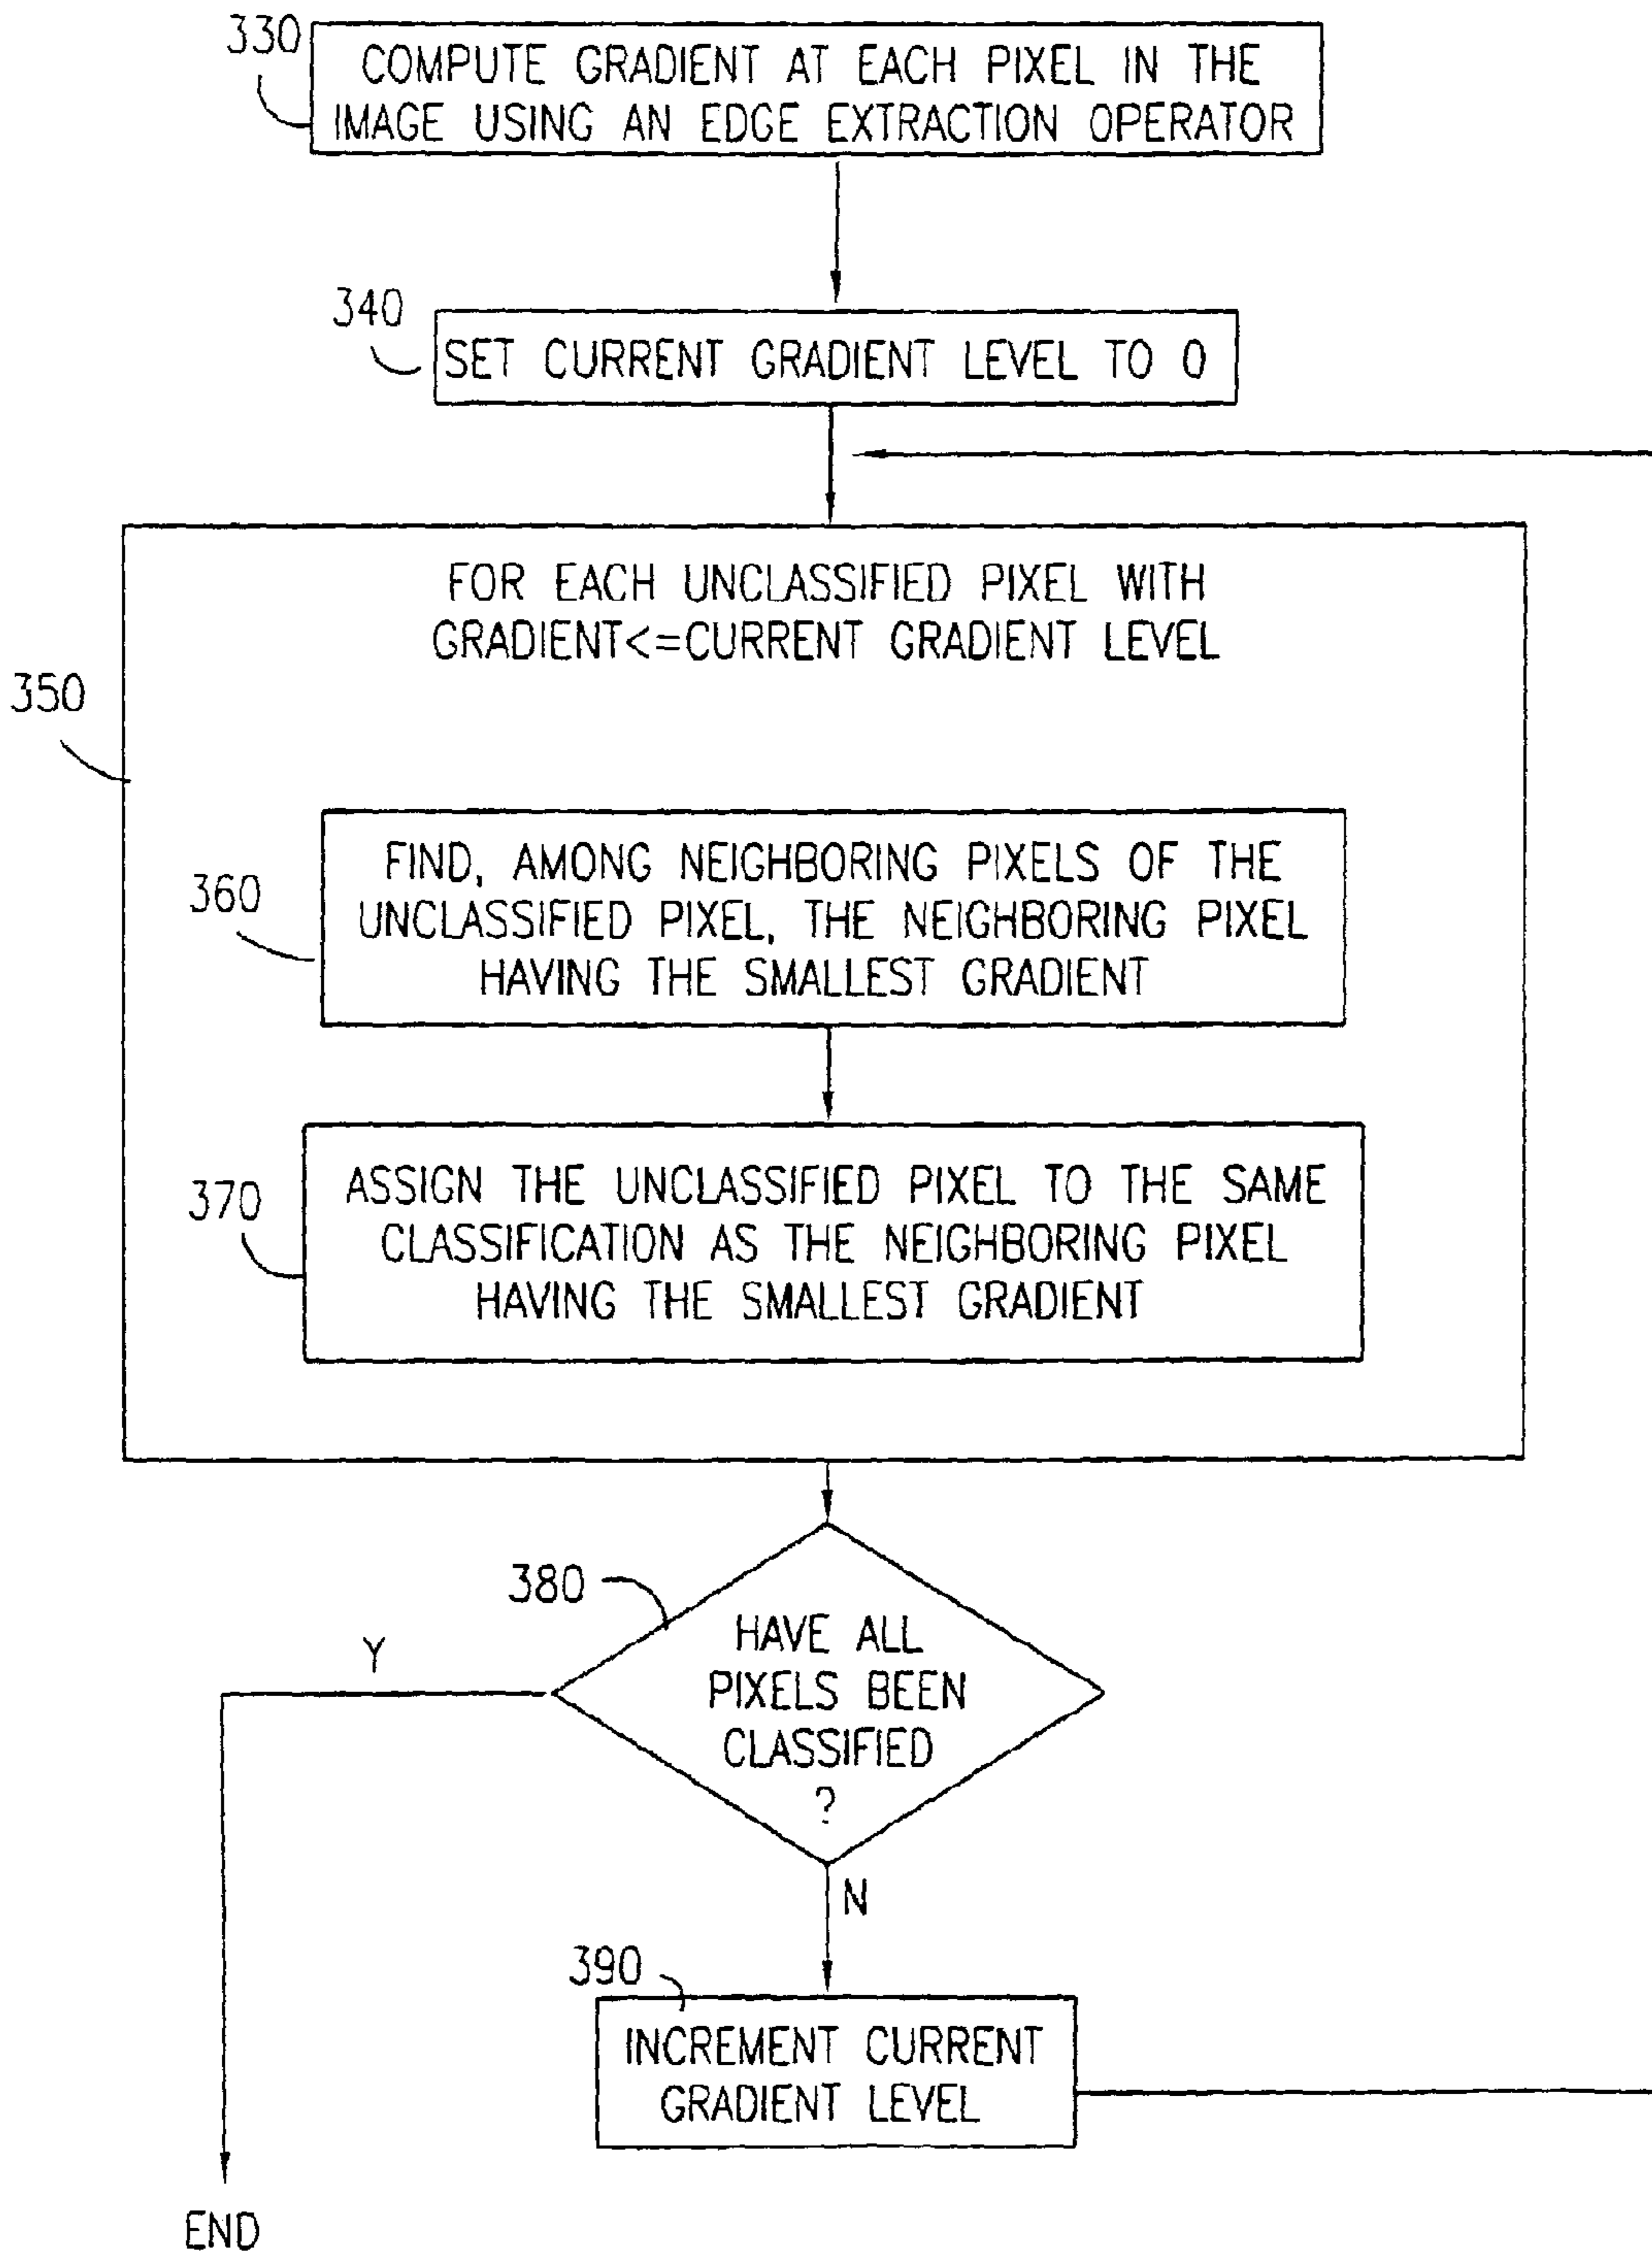 330
COMPUTE GRADIENT AT EACH PIXEL IN THE
IMAGE USING AN EDGE EXTRACTION OPERATOR
340
SET CURRENT GRADIENT LEVEL TO 0
350
FOR EACH UNCLASSIFIED PIXEL WITH
GRADIENT<=CURRENT GRADIENT LEVEL
360
FIND, AMONG NEIGHBORING PIXELS OF THE
UNCLASSIFIED PIXEL, THE NEIGHBORING PIXEL
HAVING THE SMALLEST GRADIENT
370
ASSIGN THE UNCLASSIFIED PIXEL TO THE SAME
CLASSIFICATION AS THE NEIGHBORING PIXEL
HAVING THE SMALLEST GRADIENT
380
HAVE ALL
PIXELS BEEN
CLASSIFIED
?
Y
N
390
INCREMENT CURRENT
GRADIENT LEVEL
END